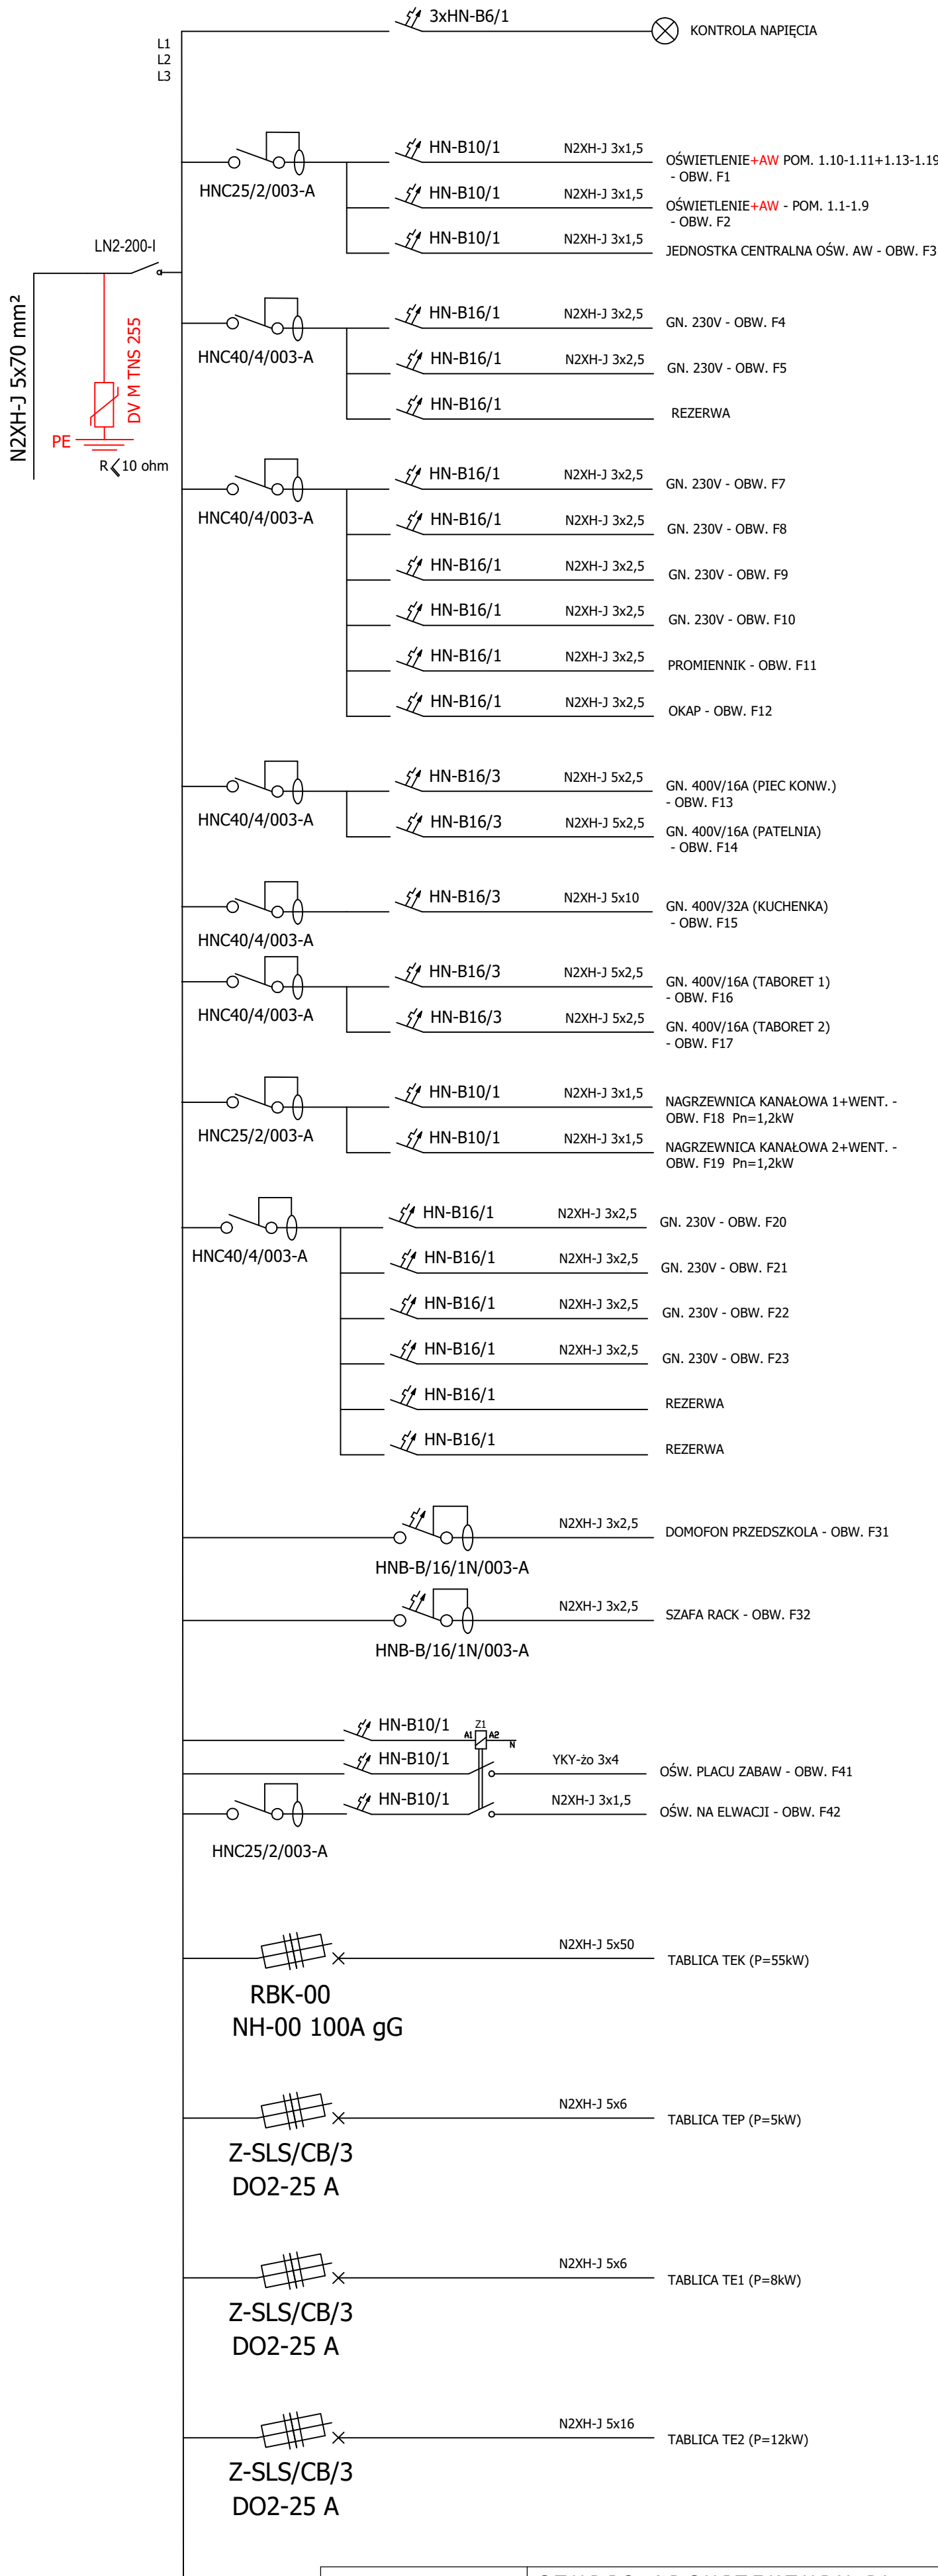 3xHN-B6/1
KONTROLA NAPIĘCIA
L1
L2
L3
HN-B10/1
N2XH-J 3x1,5
OŚWIETLENIE+AW POM. 1.10-1.11+1.13-1.19
- OBW. F1
HNC25/2/003-A
HN-B10/1
N2XH-J 3x1,5
OŚWIETLENIE+AW - POM. 1.1-1.9
- OBW. F2
HN-B10/1
N2XH-J 3x1,5
JEDNOSTKA CENTRALNA OŚW. AW - OBW. F3
LN2-200-I
N2XH-J 5x70 mm²
DV M TNS 255
PE
R < 10 ohm
HN-B16/1
N2XH-J 3x2,5
GN. 230V - OBW. F4
HNC40/4/003-A
HN-B16/1
N2XH-J 3x2,5
GN. 230V - OBW. F5
HN-B16/1
REZERWA
HN-B16/1
N2XH-J 3x2,5
GN. 230V - OBW. F7
HNC40/4/003-A
HN-B16/1
N2XH-J 3x2,5
GN. 230V - OBW. F8
HN-B16/1
N2XH-J 3x2,5
GN. 230V - OBW. F9
HN-B16/1
N2XH-J 3x2,5
GN. 230V - OBW. F10
HN-B16/1
N2XH-J 3x2,5
PROMIENNIK - OBW. F11
HN-B16/1
N2XH-J 3x2,5
OKAP - OBW. F12
HN-B16/3
N2XH-J 5x2,5
GN. 400V/16A (PIEC KONW.)
- OBW. F13
HNC40/4/003-A
HN-B16/3
N2XH-J 5x2,5
GN. 400V/16A (PATELNIA)
- OBW. F14
HN-B16/3
N2XH-J 5x10
GN. 400V/32A (KUCHENKA)
- OBW. F15
HNC40/4/003-A
HN-B16/3
N2XH-J 5x2,5
GN. 400V/16A (TABORET 1)
- OBW. F16
HNC40/4/003-A
HN-B16/3
N2XH-J 5x2,5
GN. 400V/16A (TABORET 2)
- OBW. F17
HN-B10/1
N2XH-J 3x1,5
NAGRZEWNICA KANAŁOWA 1+WENT. -
OBW. F18 Pn=1,2kW
HNC25/2/003-A
HN-B10/1
N2XH-J 3x1,5
NAGRZEWNICA KANAŁOWA 2+WENT. -
OBW. F19 Pn=1,2kW
HN-B16/1
N2XH-J 3x2,5
GN. 230V - OBW. F20
HNC40/4/003-A
HN-B16/1
N2XH-J 3x2,5
GN. 230V - OBW. F21
HN-B16/1
N2XH-J 3x2,5
GN. 230V - OBW. F22
HN-B16/1
N2XH-J 3x2,5
GN. 230V - OBW. F23
HN-B16/1
REZERWA
HN-B16/1
REZERWA
N2XH-J 3x2,5
DOMOFON PRZEDSZKOLA - OBW. F31
HNB-B/16/1N/003-A
N2XH-J 3x2,5
SZAFA RACK - OBW. F32
HNB-B/16/1N/003-A
HN-B10/1
Z1
A1
A2
N
HN-B10/1
YKY-żo 3x4
OŚW. PLACU ZABAW - OBW. F41
HN-B10/1
N2XH-J 3x1,5
OŚW. NA ELWACJI - OBW. F42
HNC25/2/003-A
N2XH-J 5x50
TABLICA TEK (P=55kW)
RBK-00
NH-00 100A gG
N2XH-J 5x6
TABLICA TEP (P=5kW)
Z-SLS/CB/3
DO2-25 A
N2XH-J 5x6
TABLICA TE1 (P=8kW)
Z-SLS/CB/3
DO2-25 A
N2XH-J 5x16
TABLICA TE2 (P=12kW)
Z-SLS/CB/3
DO2-25 A